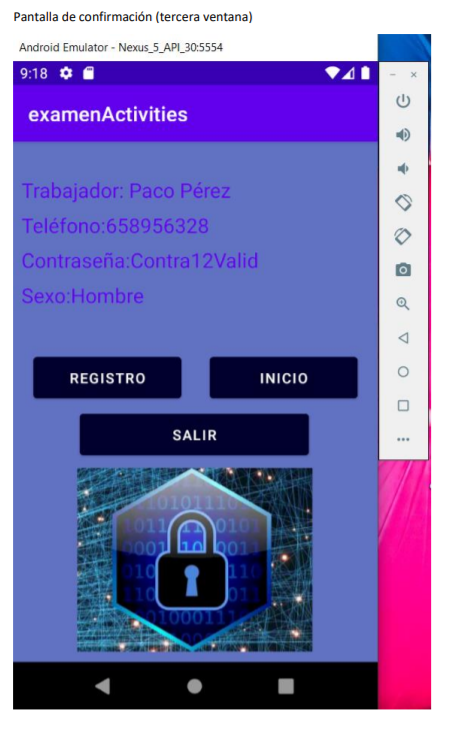 Pantalla de confirmación (tercera ventana)
Android Emulator - Nexus_5_API_30:5554
9:18
examenActivities
Trabajador: Paco Pérez
Teléfono:658956328
Contraseña:Contra12Valid
Sexo:Hombre
REGISTRO INICIO
SALIR